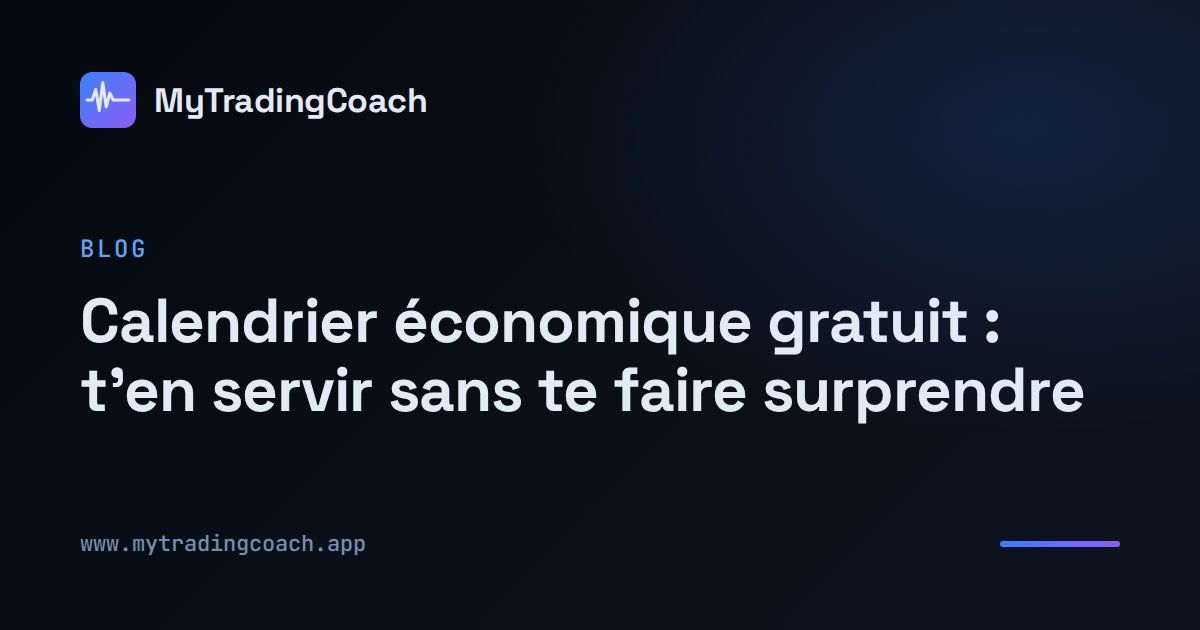 MyTradingCoach
BLOG
Calendrier économique gratuit :
t’en servir sans te faire surprendre
www.mytradingcoach.app